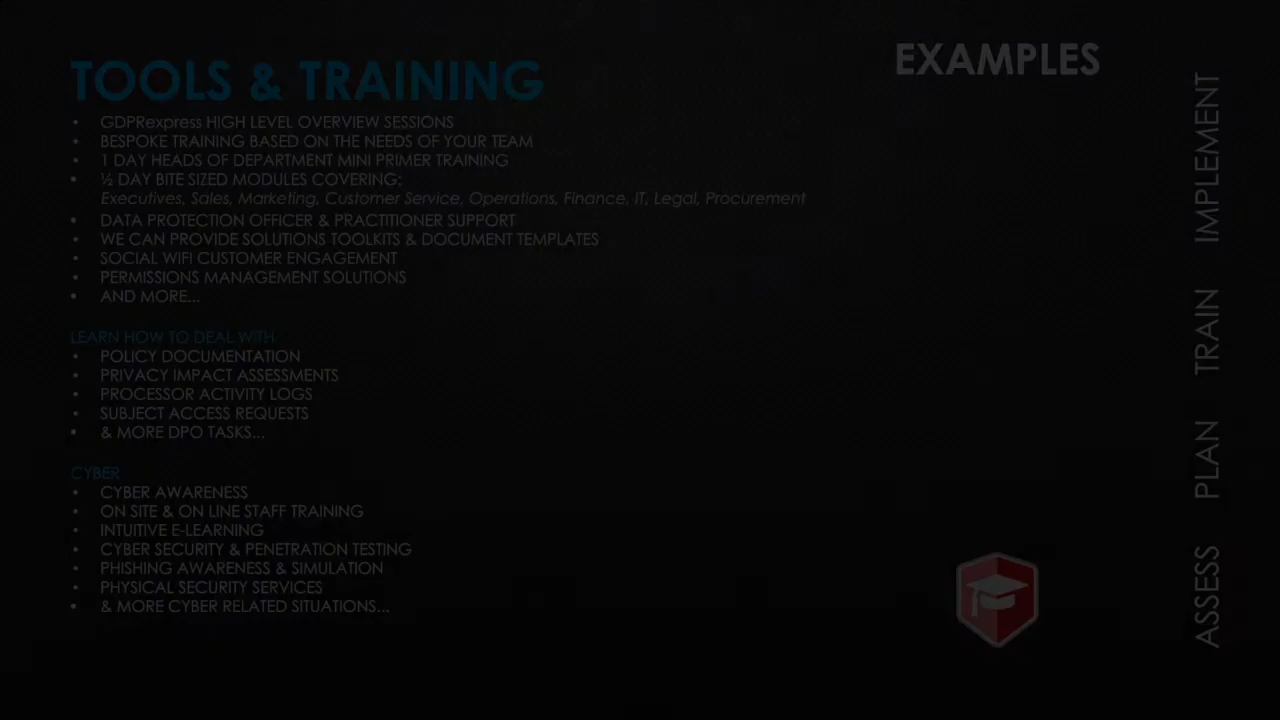 TOOLS & TRAINING
EXAMPLES
• GDPRexpress HIGH LEVEL OVERVIEW SESSIONS
• BESPOKE TRAINING BASED ON THE NEEDS OF YOUR TEAM
• 1 DAY HEADS OF DEPARTMENT MINI PRIMER TRAINING
• ½ DAY BITE SIZED MODULES COVERING:
Executives, Sales, Marketing, Customer Service, Operations, Finance, IT, Legal, Procurement
• DATA PROTECTION OFFICER & PRACTITIONER SUPPORT
• WE CAN PROVIDE SOLUTIONS TOOLKITS & DOCUMENT TEMPLATES
• SOCIAL WIFI CUSTOMER ENGAGEMENT
• PERMISSIONS MANAGEMENT SOLUTIONS
• AND MORE...
LEARN HOW TO DEAL WITH
• POLICY DOCUMENTATION
• PRIVACY IMPACT ASSESSMENTS
• PROCESSOR ACTIVITY LOGS
• SUBJECT ACCESS REQUESTS
• & MORE DPO TASKS...
CYBER
• CYBER AWARENESS
• ON SITE & ON LINE STAFF TRAINING
• INTUITIVE E-LEARNING
• CYBER SECURITY & PENETRATION TESTING
• PHISHING AWARENESS & SIMULATION
• PHYSICAL SECURITY SERVICES
• & MORE CYBER RELATED SITUATIONS...
ASSESS PLAN TRAIN IMPLEMENT